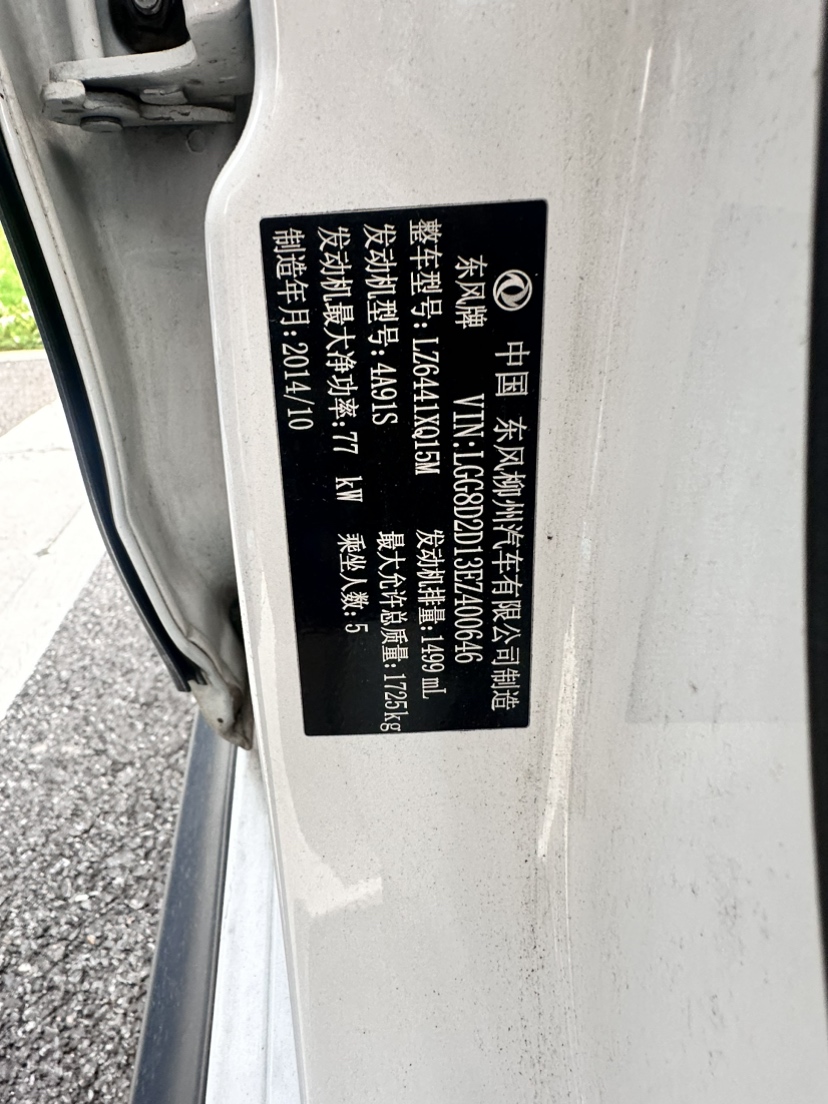 中国 东风柳州汽车有限公司制造
东风牌 VIN:LGG8D2D13EZ400646
整车型号:LZ6441XQ15M 发动机排量:1499 mL
发动机型号:4A91S 最大允许总质量:1725kg
发动机最大净功率:77 kW 乘坐人数:5
制造年月:2014/10